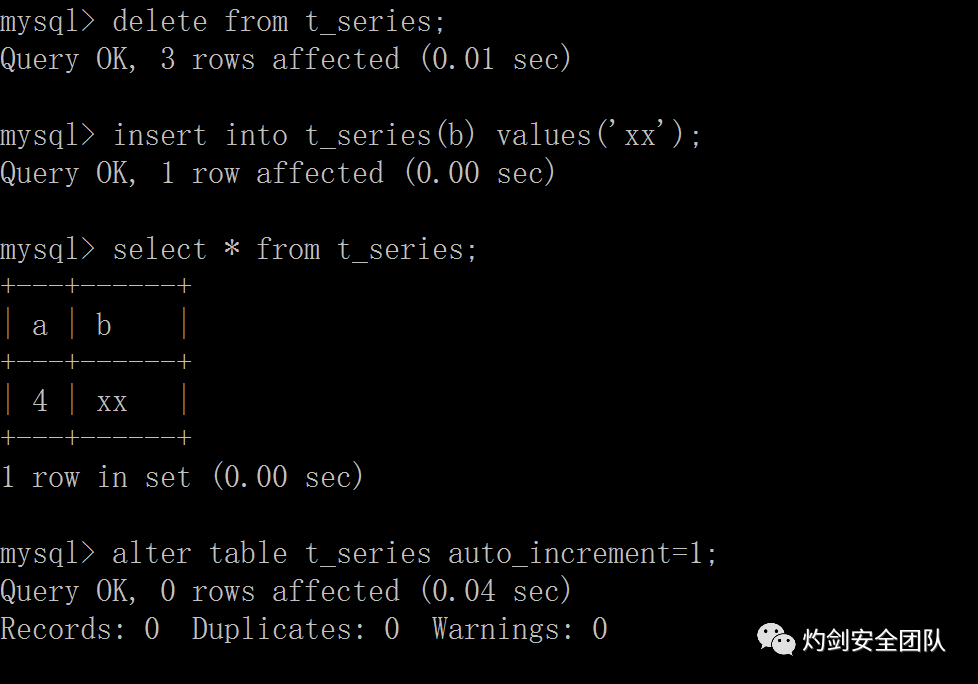 mysql> delete from t_series;
Query OK, 3 rows affected (0.01 sec)
mysql> insert into t_series(b) values('xx');
Query OK, 1 row affected (0.00 sec)
mysql> select * from t_series;
+---+------+
| a | b    |
+---+------+
| 4 | xx   |
+---+------+
1 row in set (0.00 sec)
mysql> alter table t_series auto_increment=1;
Query OK, 0 rows affected (0.04 sec)
Records: 0  Duplicates: 0  Warnings: 0
灼剑安全团队